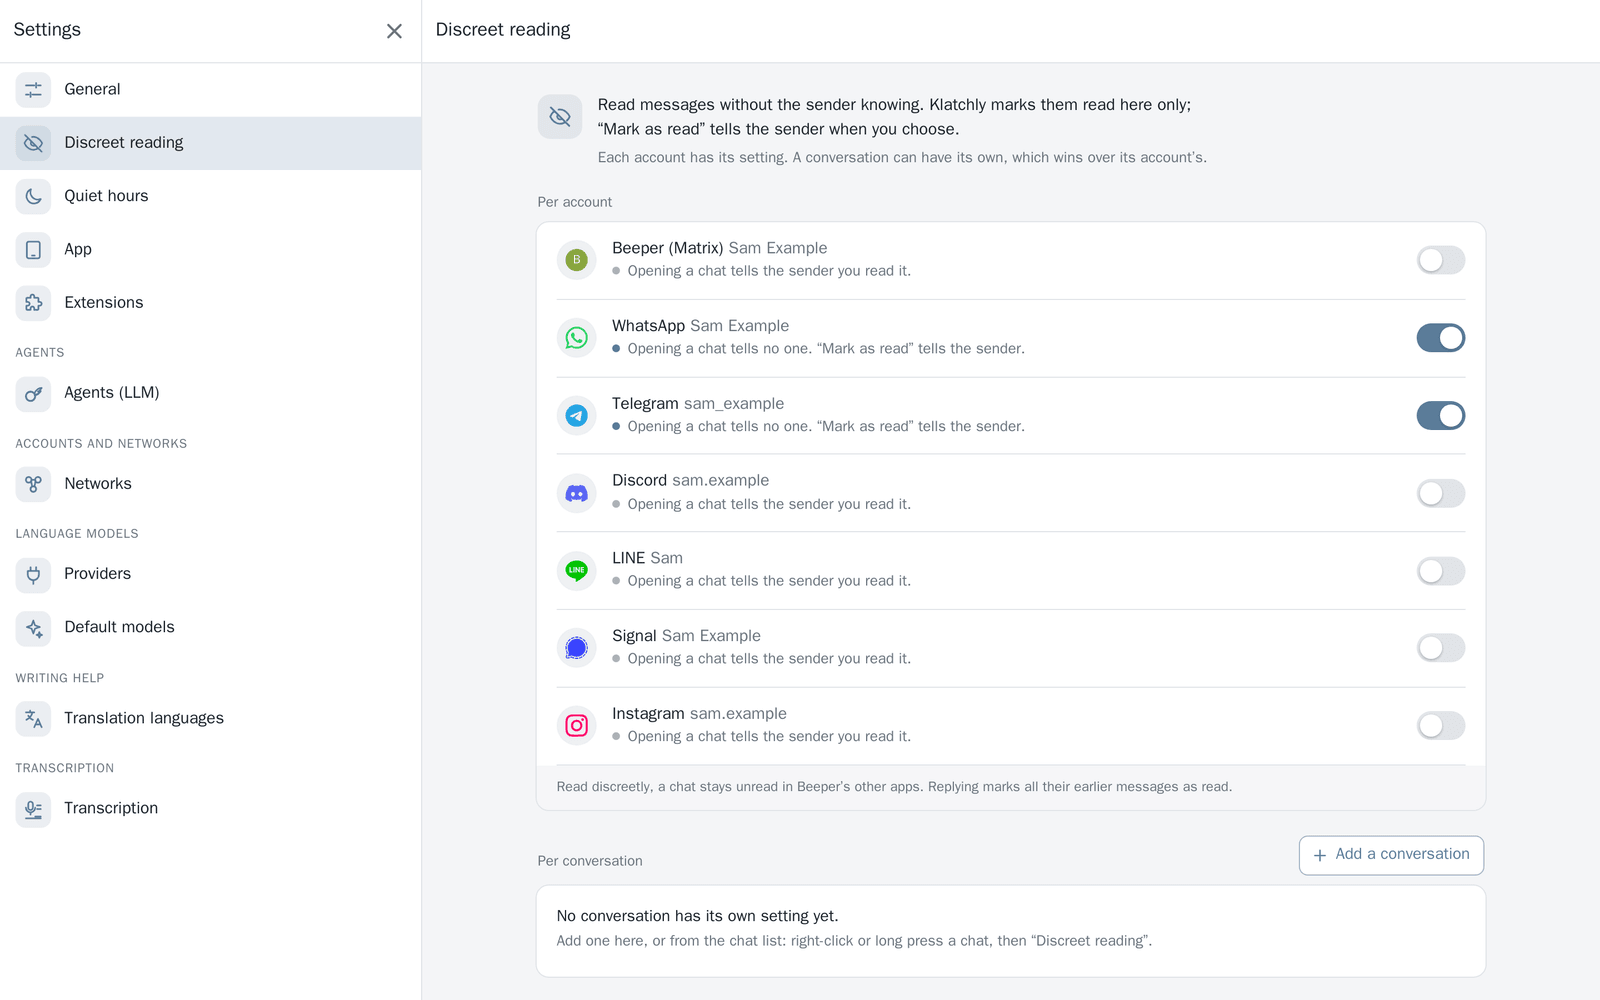 Settings
Discreet reading
General
Discreet reading
Quiet hours
App
Extensions
AGENTS
Agents (LLM)
ACCOUNTS AND NETWORKS
Networks
LANGUAGE MODELS
Providers
Default models
WRITING HELP
Translation languages
TRANSCRIPTION
Transcription
Read messages without the sender knowing. Klatchly marks them read here only;
“Mark as read” tells the sender when you choose.
Each account has its setting. A conversation can have its own, which wins over its account’s.
Per account
B
Beeper (Matrix) Sam Example
Opening a chat tells the sender you read it.
WhatsApp Sam Example
Opening a chat tells no one. “Mark as read” tells the sender.
Telegram sam_example
Opening a chat tells no one. “Mark as read” tells the sender.
Discord sam.example
Opening a chat tells the sender you read it.
LINE
LINE Sam
Opening a chat tells the sender you read it.
Signal Sam Example
Opening a chat tells the sender you read it.
Instagram sam.example
Opening a chat tells the sender you read it.
Read discreetly, a chat stays unread in Beeper’s other apps. Replying marks all their earlier messages as read.
Per conversation
+ Add a conversation
No conversation has its own setting yet.
Add one here, or from the chat list: right-click or long press a chat, then “Discreet reading”.